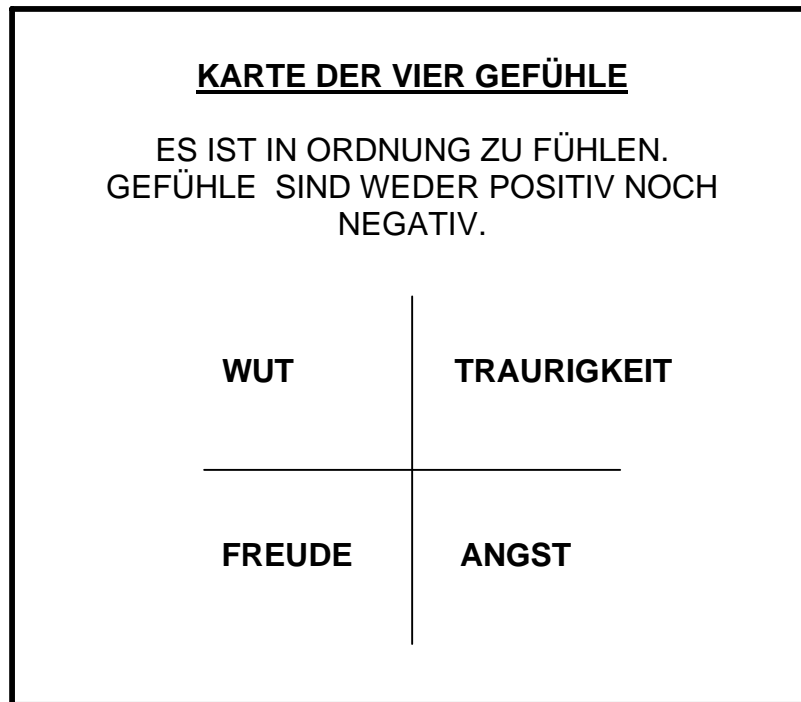 KARTE DER VIER GEFÜHLE
ES IST IN ORDNUNG ZU FÜHLEN.
GEFÜHLE SIND WEDER POSITIV NOCH
NEGATIV.
WUT TRAURIGKEIT
FREUDE ANGST